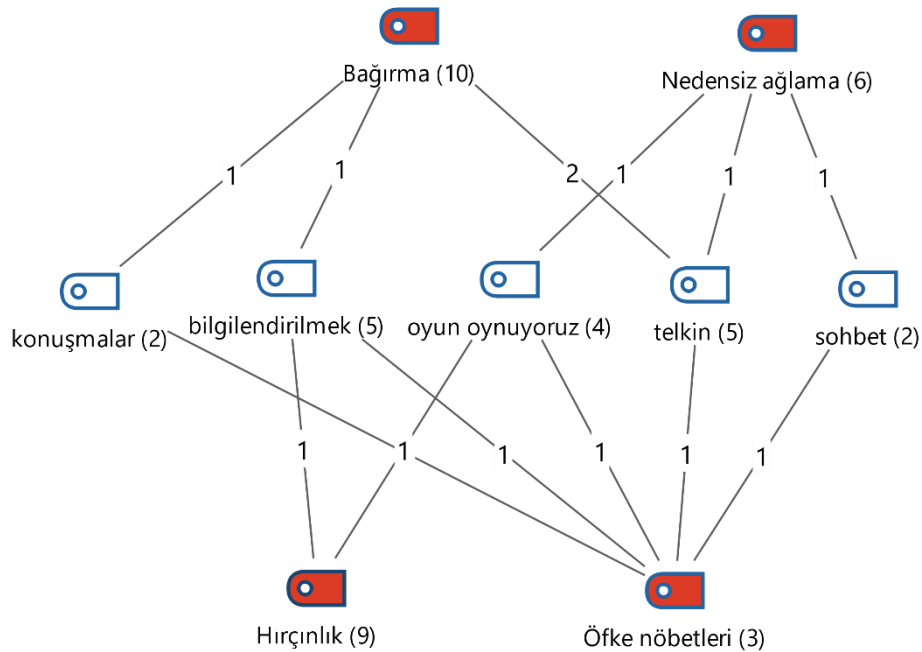 Bağırma (10)
Nedensiz ağlama (6)
1
1
2
1
1
1
konuşmalar (2)
bilgilendirilmek (5)
oyun oynuyoruz (4)
telkin (5)
sohbet (2)
1
1
1
1
1
1
Hırçınlık (9)
Öfke nöbetleri (3)